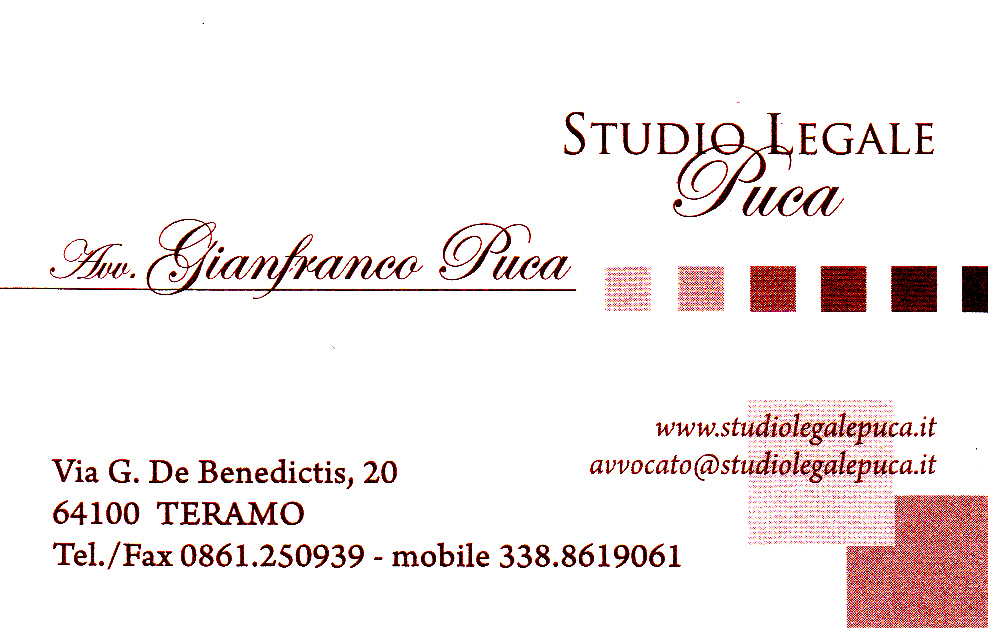 STUDIO LEGALE
Puca
Avv. Gianfranco Puca
www.studiolegalepuca.it
avvocato@studiolegalepuca.it
Via G. De Benedictis, 20
64100 TERAMO
Tel./Fax 0861.250939 - mobile 338.8619061